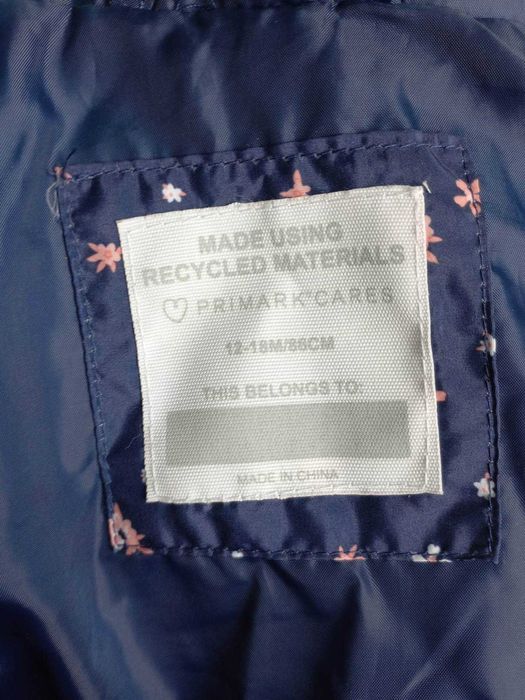 MADE USING
RECYCLED MATERIALS
PRIMARK®CARES
12-18M/86CM
THIS BELONGS TO:
MADE IN CHINA